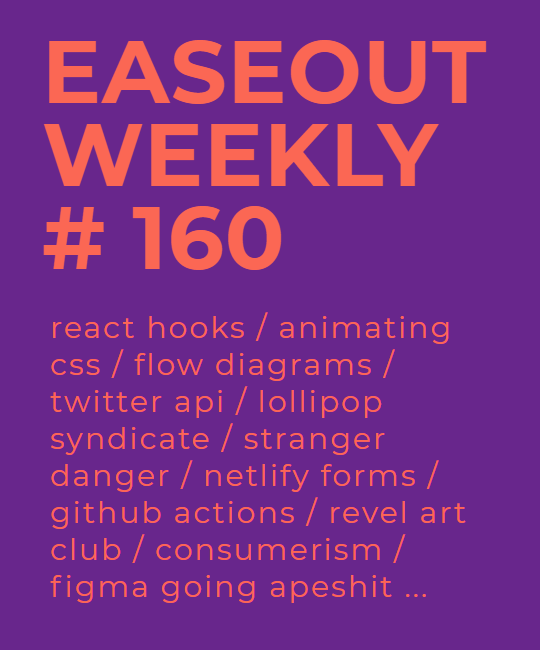 EASEOUT
WEEKLY
# 160
react hooks / animating
css / flow diagrams /
twitter api / lollipop
syndicate / stranger
danger / netlify forms /
github actions / revel art
club / consumerism /
figma going apeshit ...